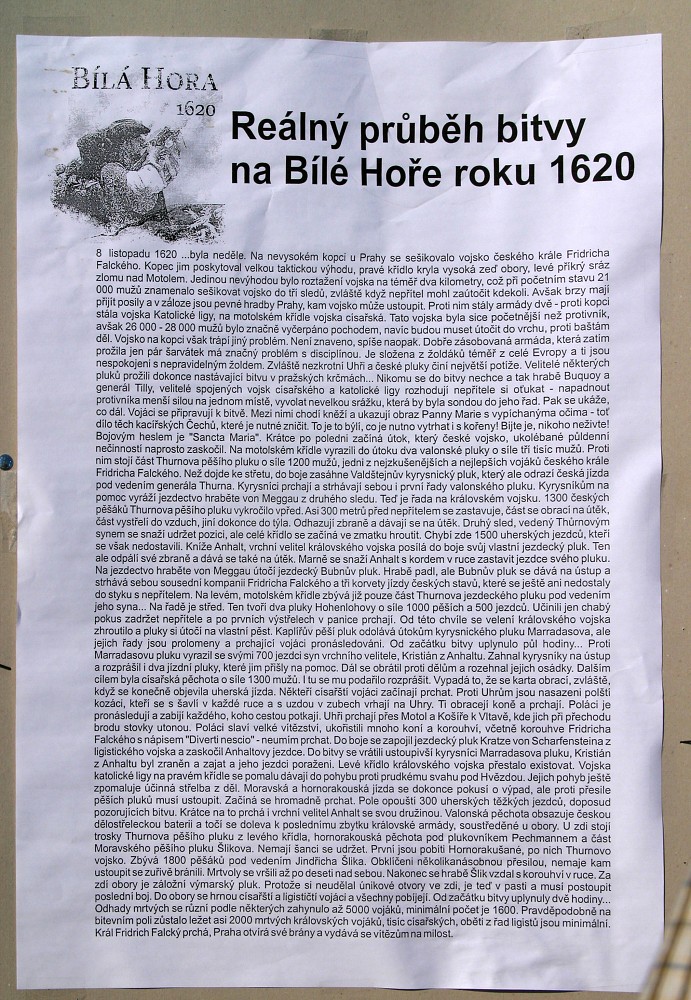 BÍLÁ HORA
1620
Reálný průběh bitvy
na Bílé Hoře roku 1620
8 listopadu 1620 ...byla neděle. Na nevysokém kopci u Prahy se sešikovalo vojsko českého krále Fridricha
Falckého. Kopec jim poskytoval velkou taktickou výhodu, pravé křídlo kryla vysoká zeď obory, levé příkrý sráz
zlomu nad Motolem. Jedinou nevýhodou bylo roztažení vojska na téměř dva kilometry, což při početním stavu 21
000 mužů znamenalo sešikovat vojsko do tří sledů, zvláště když nepřítel mohl zaútočit kdekoli. Avšak brzy mají
přijít posily a v záloze jsou pevné hradby Prahy, kam vojsko může ustoupit. Proti nim stály armády dvě - proti kopci
stála vojska Katolické ligy, na motolském křídle vojska císařská. Tato vojska byla sice početnější než protivník,
avšak 26 000 - 28 000 mužů bylo značně vyčerpáno pochodem, navíc budou muset útočit do vrchu, proti baštám
děl. Vojsko na kopci však trápí jiný problém. Není znaveno, spíše naopak. Dobře zásobovaná armáda, která zatím
prožila jen pár šarvátek má značný problém s disciplínou. Je složena z žoldáků téměř z celé Evropy a ti jsou
nespokojeni s nepravidelným žoldem. Zvláště nezkrotní Uhři a české pluky činí největší potíže. Velitelé některých
pluků prožili dokonce nastávající bitvu v pražských krčmách... Nikomu se do bitvy nechce a tak hrabě Buquoy a
generál Tilly, velitelé spojených vojsk císařského a katolické ligy rozhodují nepřítele si oťukat - napadnout
protivníka menší silou na jednom místě, vyvolat nevelkou srážku, která by byla sondou do jeho řad. Pak se ukáže,
co dál. Vojáci se připravují k bitvě. Mezi nimi chodí kněží a ukazují obraz Panny Marie s vypíchanýma očima - toť
dílo těch kacířských Čechů, které je nutné zničit. To je to býlí, co je nutno vytrhat i s kořeny! Bijte je, nikoho neživte!
Bojovým heslem je "Sancta Maria". Krátce po poledni začíná útok, který české vojsko, ukolébané půldenní
nečinností naprosto zaskočil. Na motolském křídle vyrazili do útoku dva valonské pluky o síle tří tisíc mužů. Proti
nim stojí část Thurnova pěšího pluku o síle 1200 mužů, jedni z nejzkušenějších a nejlepších vojáků českého krále
Fridricha Falckého. Než dojde ke střetu, do boje zasáhne Valdštejnův kyrysnický pluk, který ale odrazí česká jízda
pod vedením generála Thurna. Kyrysníci prchají a strhávají sebou i první řady valonského pluku. Kyrysníkům na
pomoc vyráží jezdectvo hraběte von Meggau z druhého sledu. Teď je řada na královském vojsku. 1300 českých
pěšáků Thurnova pěšího pluku vykročilo vpřed. Asi 300 metrů před nepřítelem se zastavuje, část se obrací na útěk,
část vystřelí do vzduch, jiní dokonce do týla. Odhazují zbraně a dávají se na útěk. Druhý sled, vedený Thurnovým
synem se snaží udržet pozici, ale celé křídlo se začíná ve zmatku hroutit. Chybí zde 1500 uherských jezdců, kteří
se však nedostavili. Kníže Anhalt, vrchní velitel královského vojska posílá do boje svůj vlastní jezdecký pluk. Ten
ale odpálí své zbraně a dává se také na útěk. Marně se snaží Anhalt s kordem v ruce zastavit jezdce svého pluku.
Na jezdectvo hraběte von Meggau útočí jezdecký Bubnův pluk. Hrabě padl, ale Bubnův pluk se dává na ústup a
strhává sebou sousední kompanii Fridricha Falckého a tři korvety jízdy českých stavů, které se ještě ani nedostaly
do styku s nepřítelem. Na levém, motolském křídle zbývá již pouze část Thurnova jezdeckého pluku pod vedením
jeho syna... Na řadě je střed. Ten tvoří dva pluky Hohenlohovy o síle 1000 pěších a 500 jezdců. Učinili jen chabý
pokus zadržet nepřítele a po prvních výstřelech v panice prchají. Od této chvíle se velení královského vojska
zhroutilo a pluky si útočí na vlastní pěst. Kaplířův pěší pluk odolává útokům kyrysnického pluku Marradasova, ale
jejich řady jsou prolomeny a prchající vojáci pronásledováni. Od začátku bitvy uplynulo půl hodiny... Proti
Marradasovu pluku vyrazil se svými 700 jezdci syn vrchního velitele, Kristián z Anhaltu. Zahnal kyrysníky na ústup
a rozprášil i dva jízdní pluky, které jim přišly na pomoc. Dál se obrátil proti dělům a rozehnal jejich osádky. Dalším
cílem byla císařská pěchota o síle 1300 mužů. I tu se mu podařilo rozprášit. Vypadá to, že se karta obrací, zvláště,
když se konečně objevila uherská jízda. Někteří císařští vojáci začínají prchat. Proti Uhrům jsou nasazeni polští
kozáci, kteří se s šavlí v každé ruce a s uzdou v zubech vrhají na Uhry. Ti obracejí koně a prchají. Poláci je
pronásledují a zabijí každého, koho cestou potkají. Uhři prchají přes Motol a Košíře k Vltavě, kde jich při přechodu
brodu stovky utonou. Poláci slaví velké vítězství, ukořistili mnoho koní a korouhví, včetně korouhve Fridricha
Falckého s nápisem "Diverti nescio" - neumím prchat. Do boje se zapojil jezdecký pluk Kratze von Scharfensteina z
ligistického vojska a zaskočil Anhaltovy jezdce. Do bitvy se vrátili ustoupivší kyrysníci Marradasova pluku, Kristián
z Anhaltu byl zraněn a zajat a jeho jezdci poraženi. Levé křídlo královského vojska přestalo existovat. Vojska
katolické ligy na pravém křídle se pomalu dávají do pohybu proti prudkému svahu pod Hvězdou. Jejich pohyb ještě
zpomaluje účinná střelba z děl. Moravská a hornorakouská jízda se dokonce pokusí o výpad, ale proti přesile
pěších pluků musí ustoupit. Začíná se hromadně prchat. Pole opouští 300 uherských těžkých jezdců, doposud
pozorujících bitvu. Krátce na to prchá i vrchní velitel Anhalt se svou družinou. Valonská pěchota obsazuje českou
dělostřeleckou baterii a točí se doleva k poslednímu zbytku královské armády, soustředěné u obory. U zdi stojí
trosky Thurnova pěšího pluku z levého křídla, hornorakouská pěchota pod plukovníkem Pechmannem a část
Moravského pěšího pluku Šlikova. Nemají šanci se udržet. První jsou pobiti Hornorakušané, po nich Thurnovo
vojsko. Zbývá 1800 pěšáků pod vedením Jindřicha Šlika. Obklíčeni několikanásobnou přesilou, nemaje kam
ustoupit se zuřivě bránili. Mrtvoly se vršili až po deseti nad sebou. Nakonec se hrabě Šlik vzdal s korouhví v ruce. Za
zdí obory je záložní výmarský pluk. Protože si neudělal únikové otvory ve zdi, je teď v pasti a musí postoupit
poslední boj. Do obory se hrnou císařští a ligističtí vojáci a všechny pobíjejí. Od začátku bitvy uplynuly dvě hodiny...
Odhady mrtvých se různí podle některých zahynulo až 5000 vojáků, minimální počet je 1600. Pravděpodobně na
bitevním poli zůstalo ležet asi 2000 mrtvých královských vojáků, tisíc císařských, obětí z řad ligistů jsou minimální.
Král Fridrich Falcký prchá, Praha otvírá své brány a vydává se vítězům na milost.